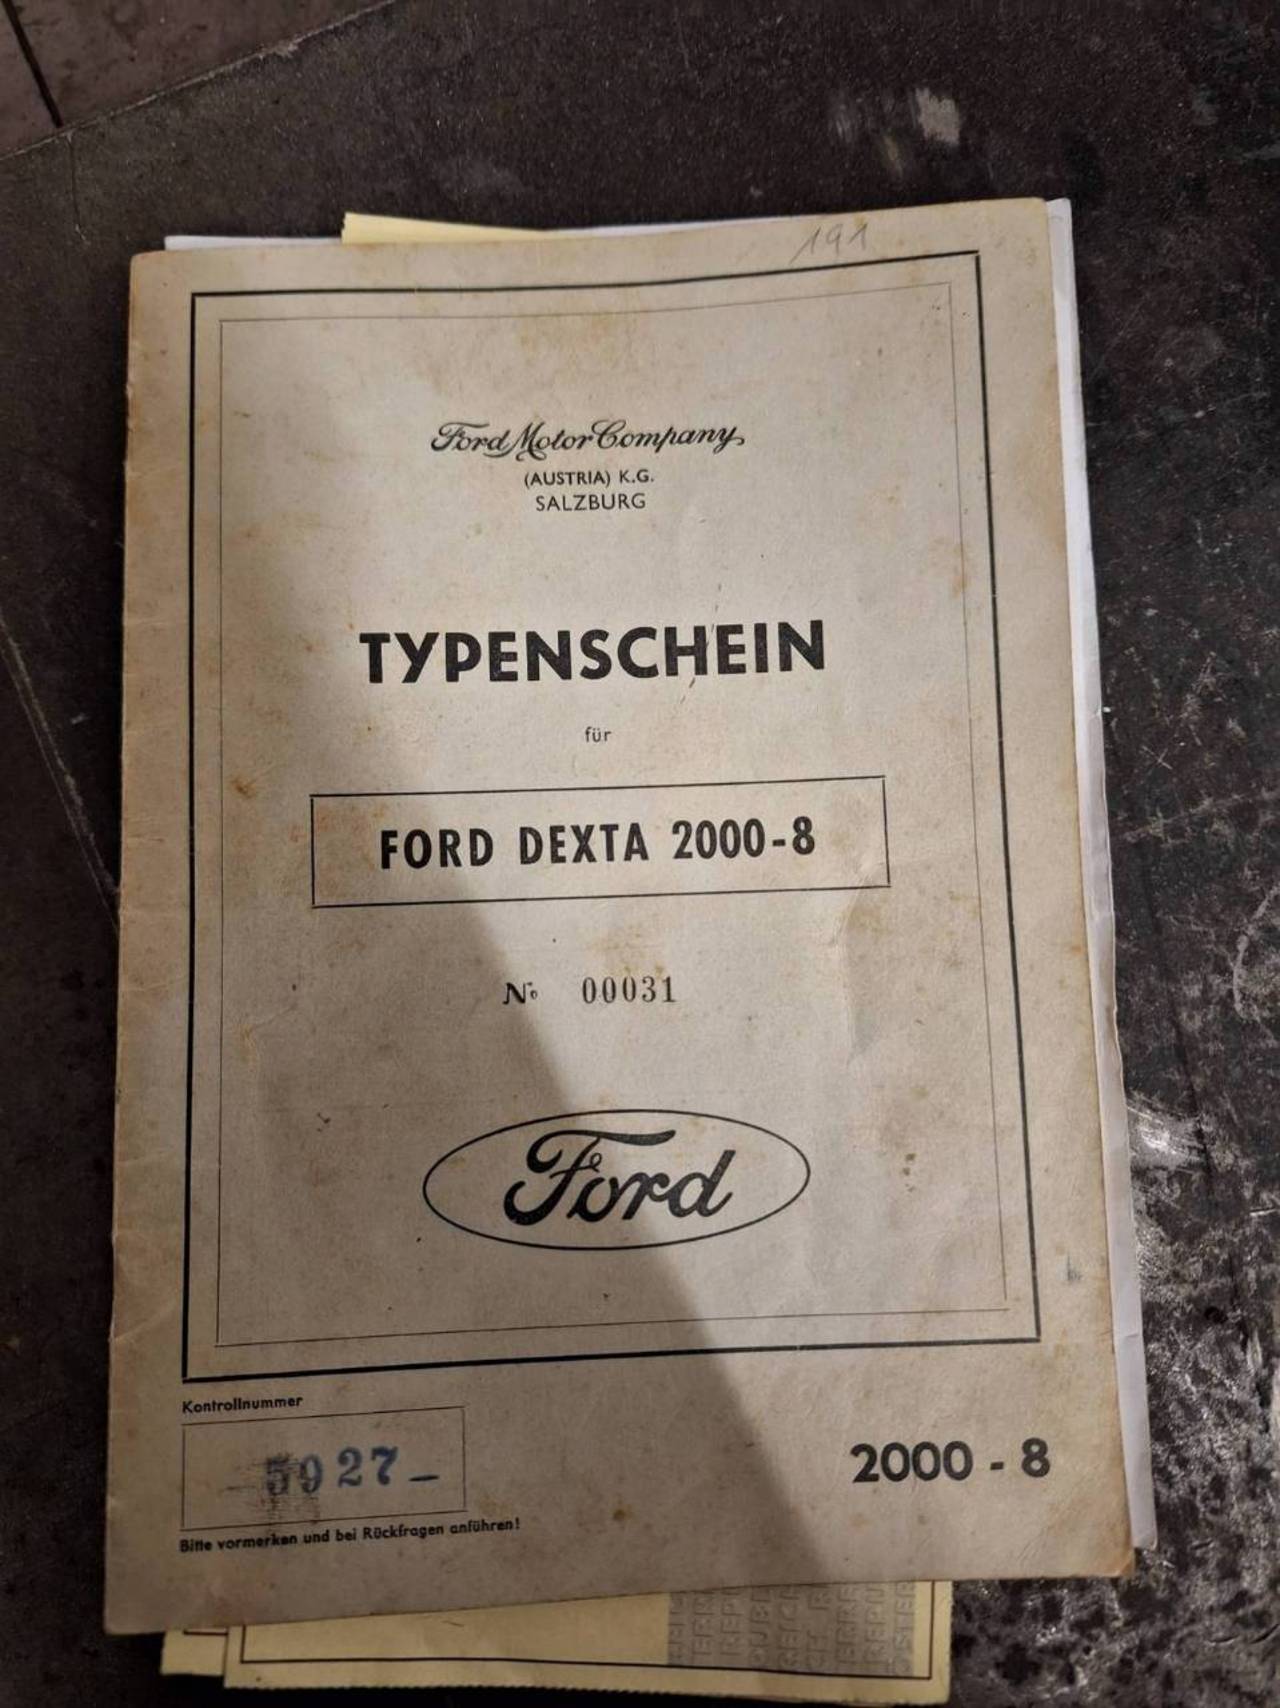 191
Ford Motor Company
(AUSTRIA) K.G.
SALZBURG
TYPENSCHEIN
für
FORD DEXTA 2000-8
No 00031
Ford
Kontrollnummer
5927-
2000 - 8
Bitte vormerken und bei Rückfragen anführen!